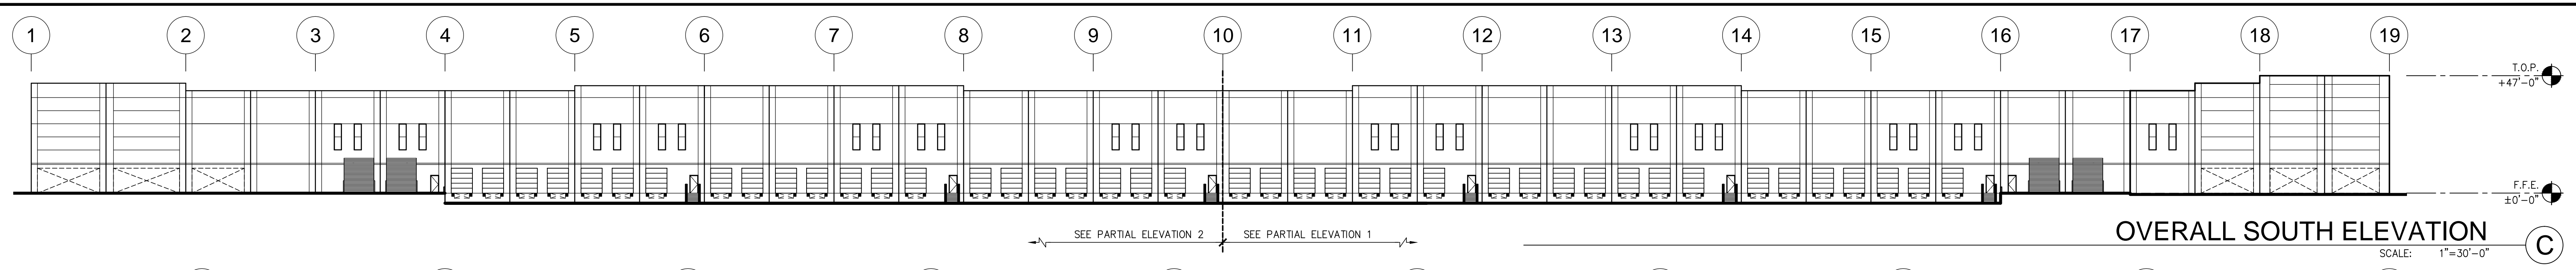 1 2 3 4 5 6 7 8 9 10 11 12 13 14 15 16 17 18 19
T.O.P.
+47'-0"
F.F.E.
±0'-0"
SEE PARTIAL ELEVATION 2 SEE PARTIAL ELEVATION 1
OVERALL SOUTH ELEVATION
SCALE: 1"=30'-0"
C